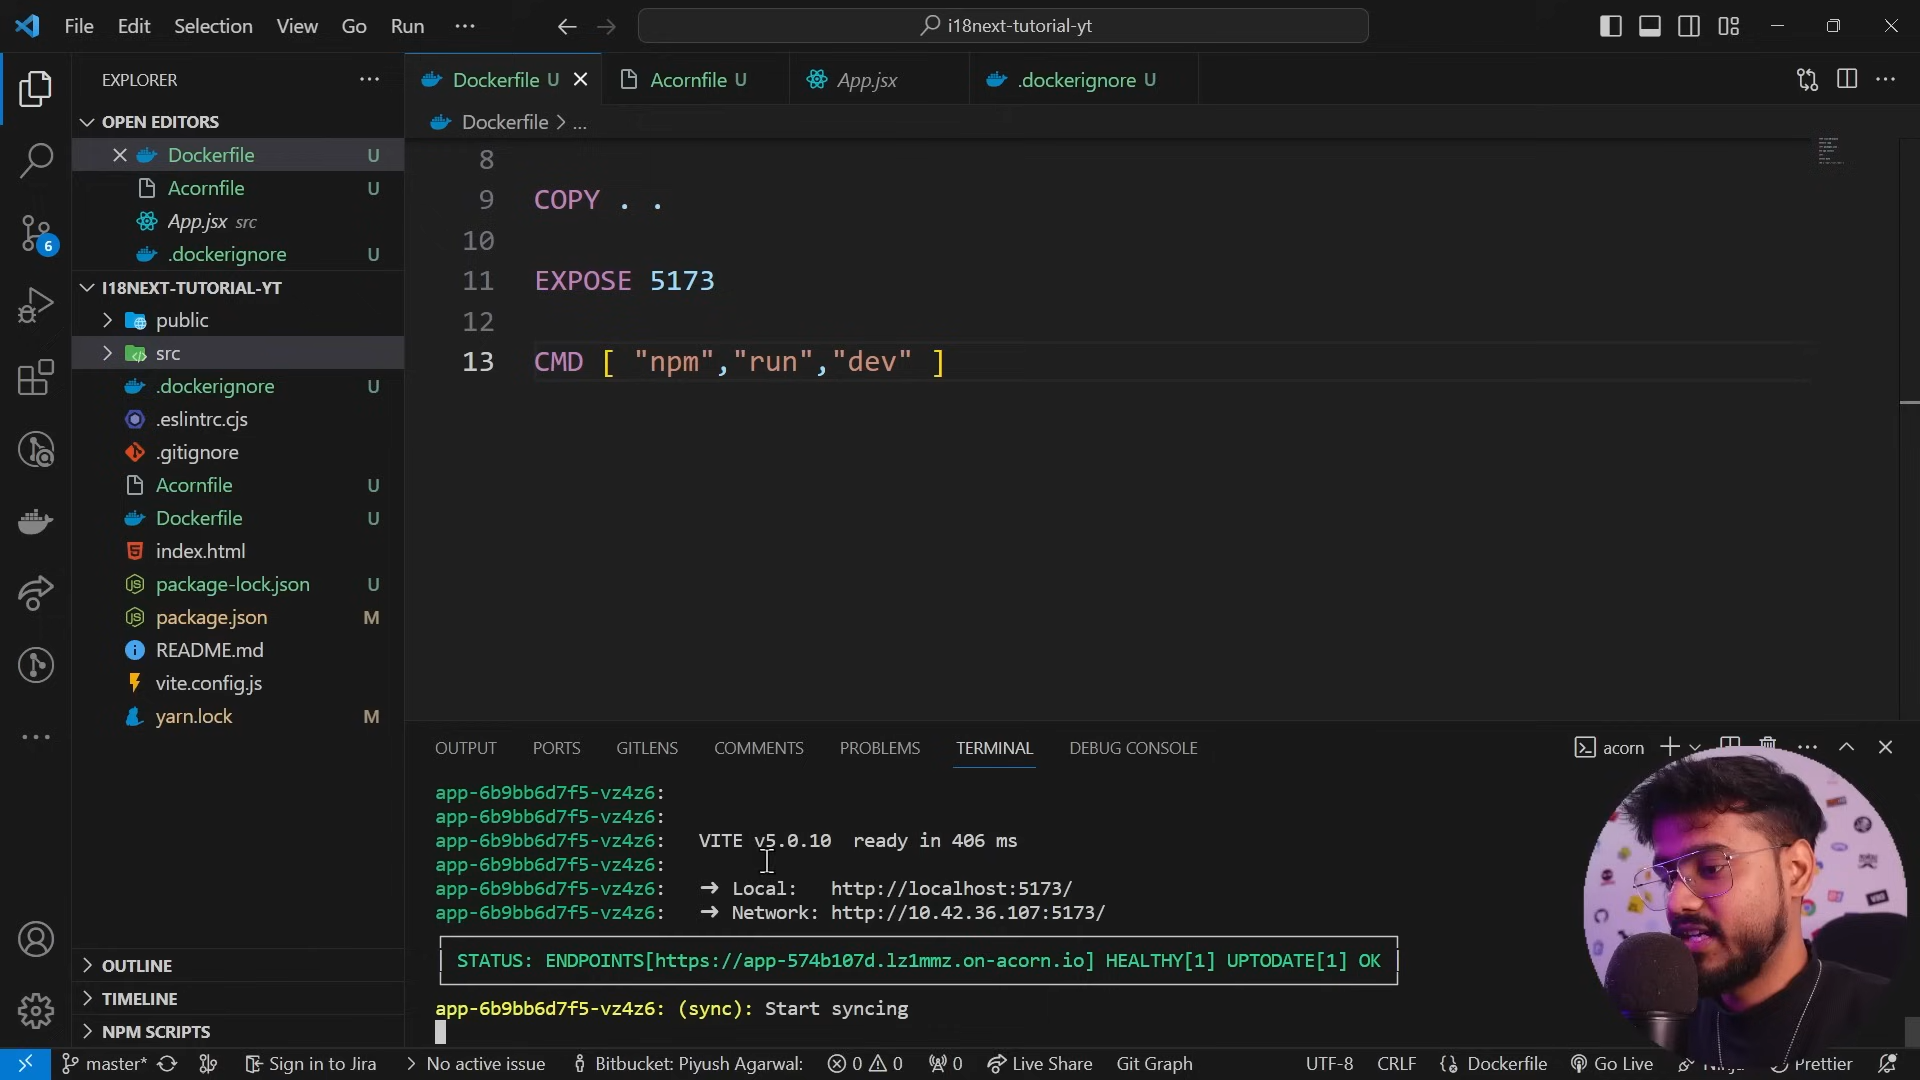 File Edit Selection View Go Run ...
i18next-tutorial-yt
EXPLORER
Dockerfile U
Acornfile U
App.jsx
.dockerignore U
OPEN EDITORS
Dockerfile > ...
Dockerfile U
Acornfile U
App.jsx src
.dockerignore U
I18NEXT-TUTORIAL-YT
public
src
.dockerignore U
.eslintrc.cjs
.gitignore
Acornfile U
Dockerfile U
index.html
package-lock.json U
package.json M
README.md
vite.config.js
yarn.lock M
OUTLINE
TIMELINE
NPM SCRIPTS
6
8
9 COPY . .
10
11 EXPOSE 5173
12
13 CMD [ "npm","run","dev" ]
OUTPUT PORTS GITLENS COMMENTS PROBLEMS TERMINAL DEBUG CONSOLE
acorn
app-6b9bb6d7f5-vz4z6:
app-6b9bb6d7f5-vz4z6:
app-6b9bb6d7f5-vz4z6: VITE v5.0.10 ready in 406 ms
app-6b9bb6d7f5-vz4z6:
app-6b9bb6d7f5-vz4z6: ➜ Local: http://localhost:5173/
app-6b9bb6d7f5-vz4z6: ➜ Network: http://10.42.36.107:5173/
STATUS: ENDPOINTS[https://app-574b107d.lz1mmz.on-acorn.io] HEALTHY[1] UPTODATE[1] OK
app-6b9bb6d7f5-vz4z6: (sync): Start syncing
master* Sign in to Jira No active issue Bitbucket: Piyush Agarwal: 0 0 0 Live Share Git Graph UTF-8 CRLF Dockerfile Go Live Prettier